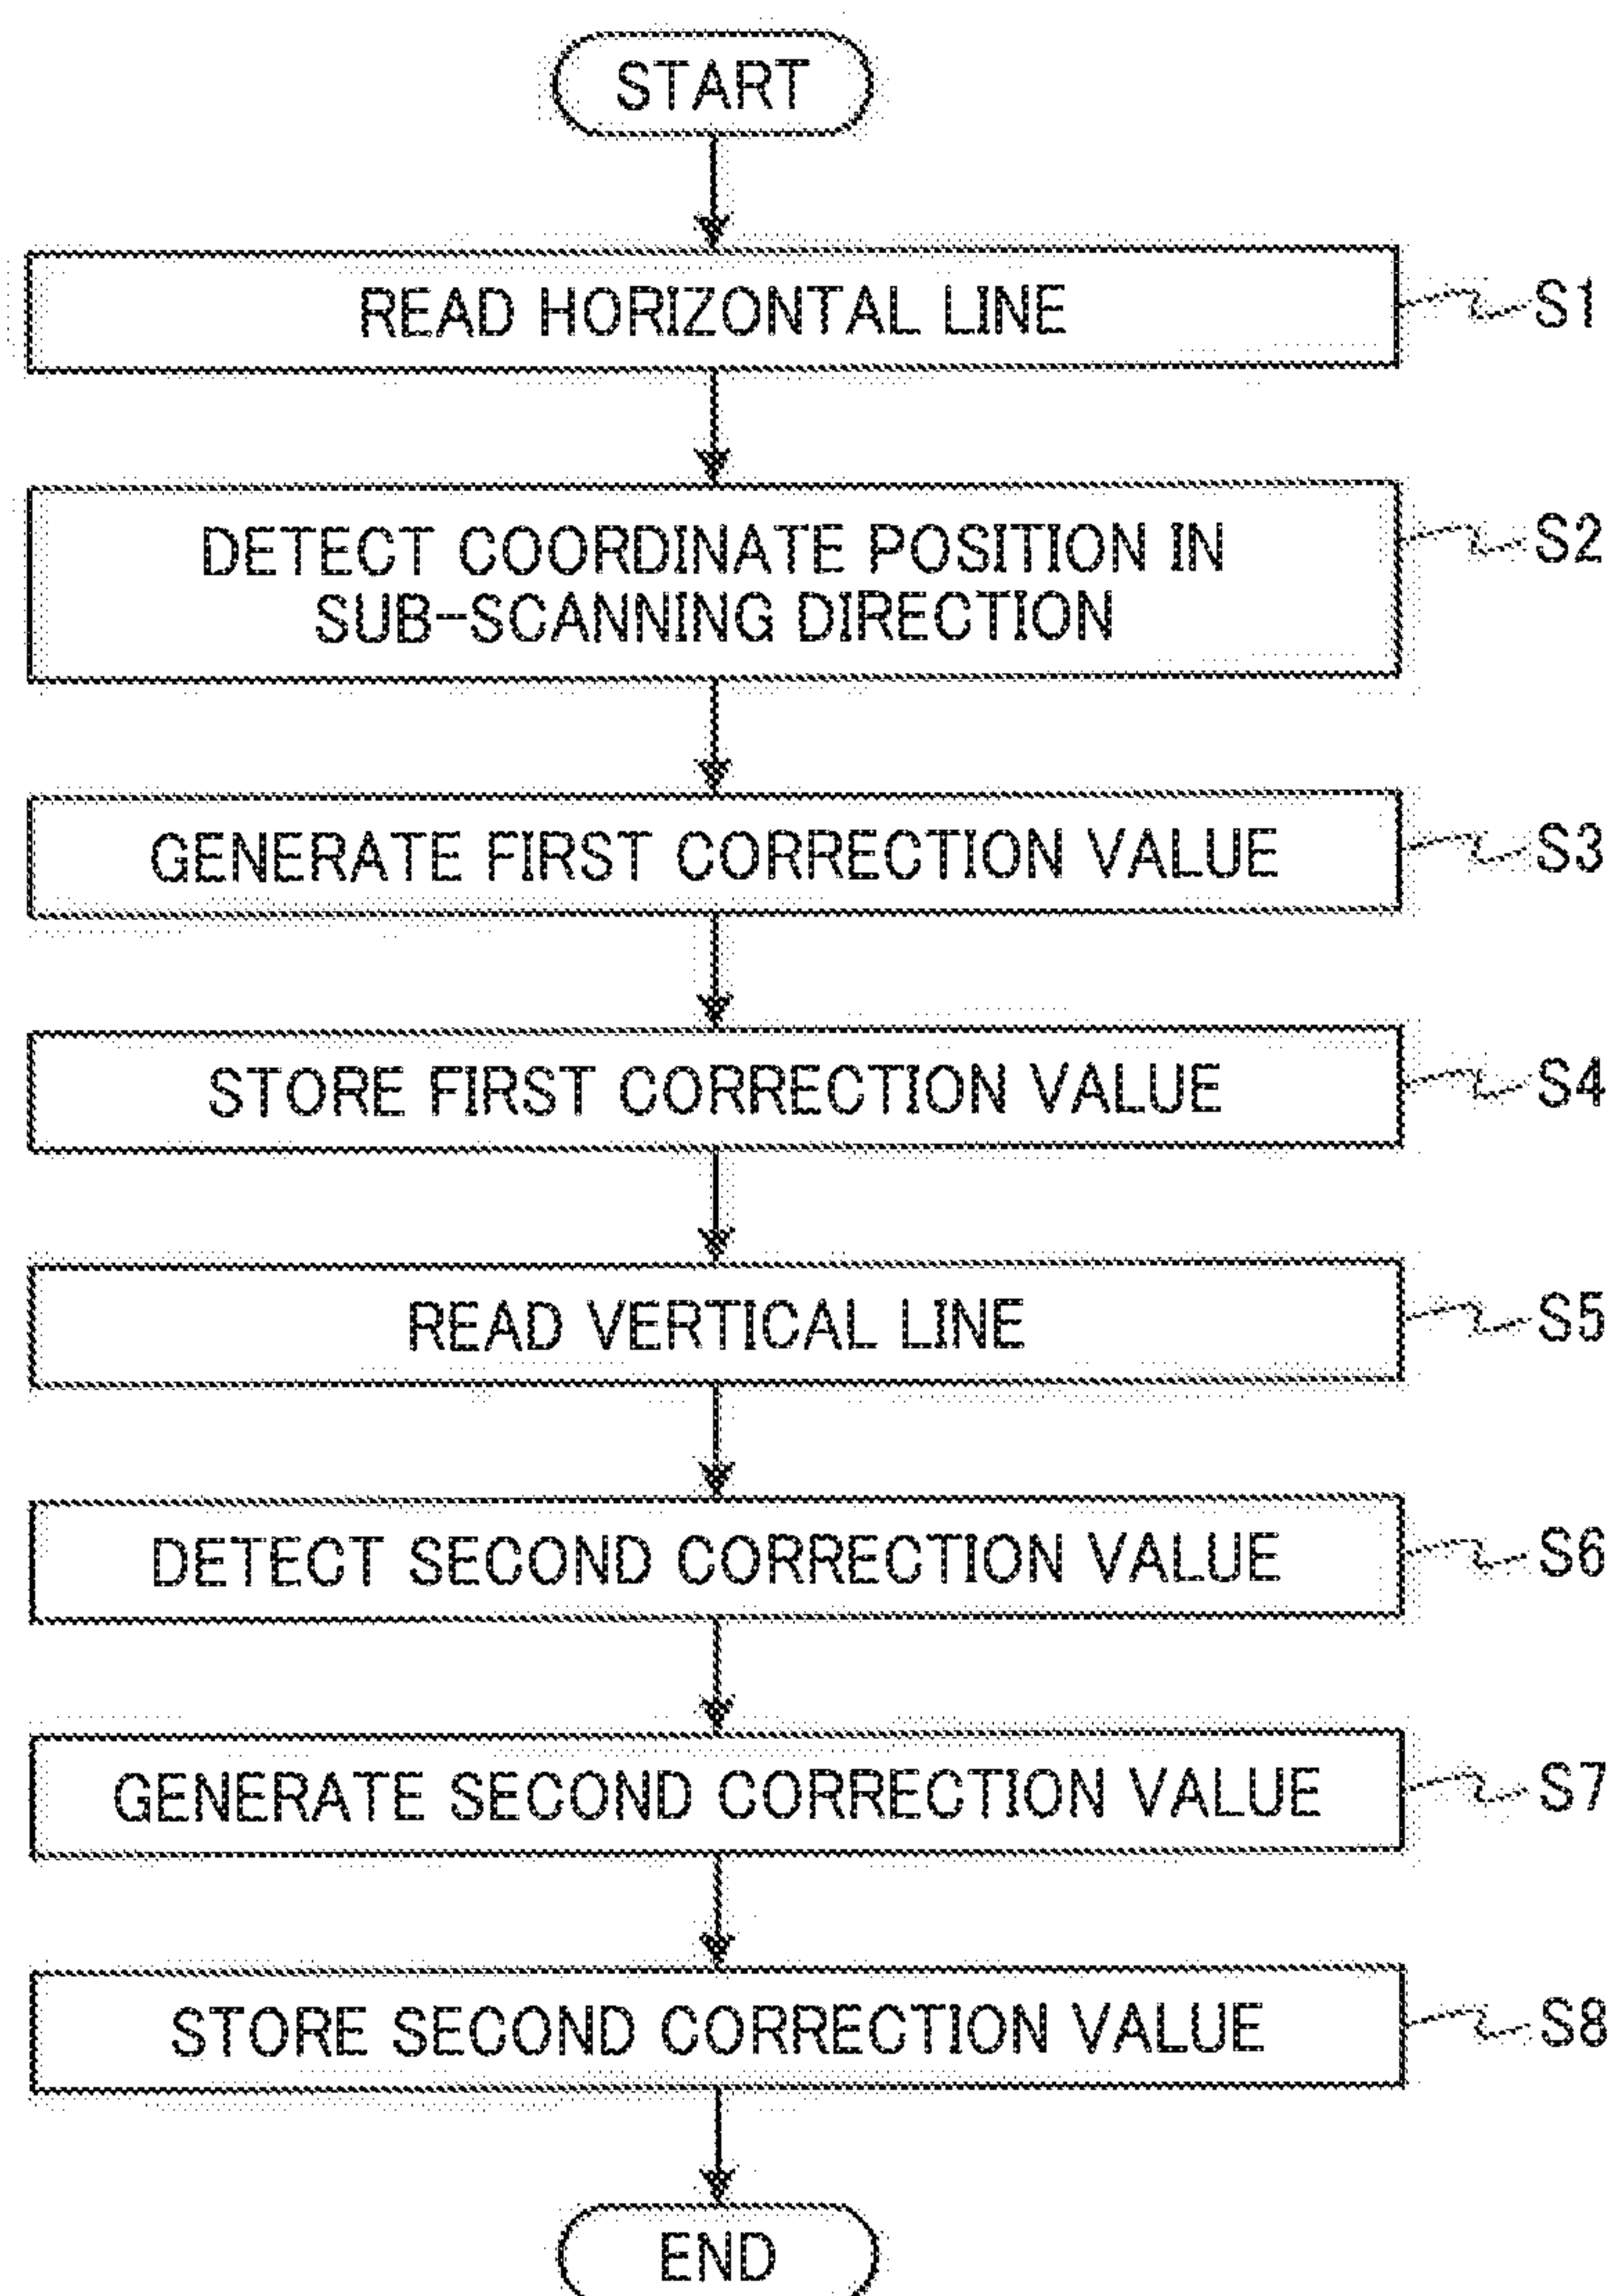 START
READ HORIZONTAL LINE
S1
DETECT COORDINATE POSITION IN
SUB-SCANNING DIRECTION
S2
GENERATE FIRST CORRECTION VALUE
S3
STORE FIRST CORRECTION VALUE
S4
READ VERTICAL LINE
S5
DETECT SECOND CORRECTION VALUE
S6
GENERATE SECOND CORRECTION VALUE
S7
STORE SECOND CORRECTION VALUE
S8
END